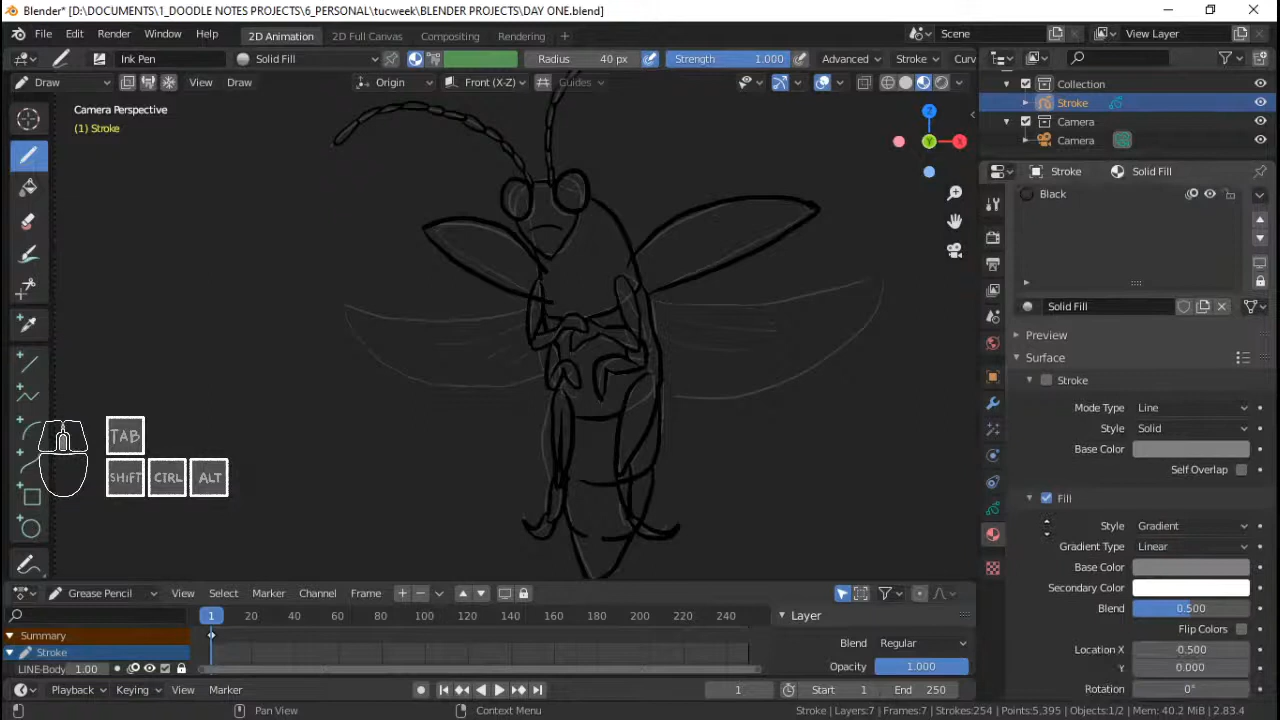 Blender* [D:\DOCUMENTS\1_DOODLE NOTES PROJECTS\6_PERSONAL\tucweek\BLENDER PROJECTS\DAY ONE.blend]
File Edit Render Window Help 2D Animation 2D Full Canvas Compositing Rendering Scene View Layer
Ink Pen Solid Fill Radius 40 px Strength 1.000 Advanced Stroke Curv
Draw View Draw Origin Front (X-Z) Guides
Collection
Camera Perspective
Stroke
(1) Stroke
Camera
Camera
Stroke Solid Fill
Black
Solid Fill
Preview
Surface
Stroke
Mode Type Line
Style Solid
Base Color
Self Overlap
Fill
Style Gradient
Gradient Type Linear
Base Color
Secondary Color
Blend 0.500
Flip Colors
Location X -0.500
Y 0.000
Rotation 0°
X
Y
Z
TAB
SHiFT CTRL ALT
Grease Pencil View Select Marker Channel Frame
1 20 40 60 80 100 120 140 160 180 200 220 240
Layer
Summary
Stroke
LINE-Body 1.00
Blend Regular
Opacity 1.000
Playback Keying View Marker 1 Start 1 End 250
Pan View Context Menu Stroke | Layers:7 | Frames:7 | Strokes:254 | Points:5,395 | Objects:1/2 | Mem: 40.2 MiB | 2.83.4